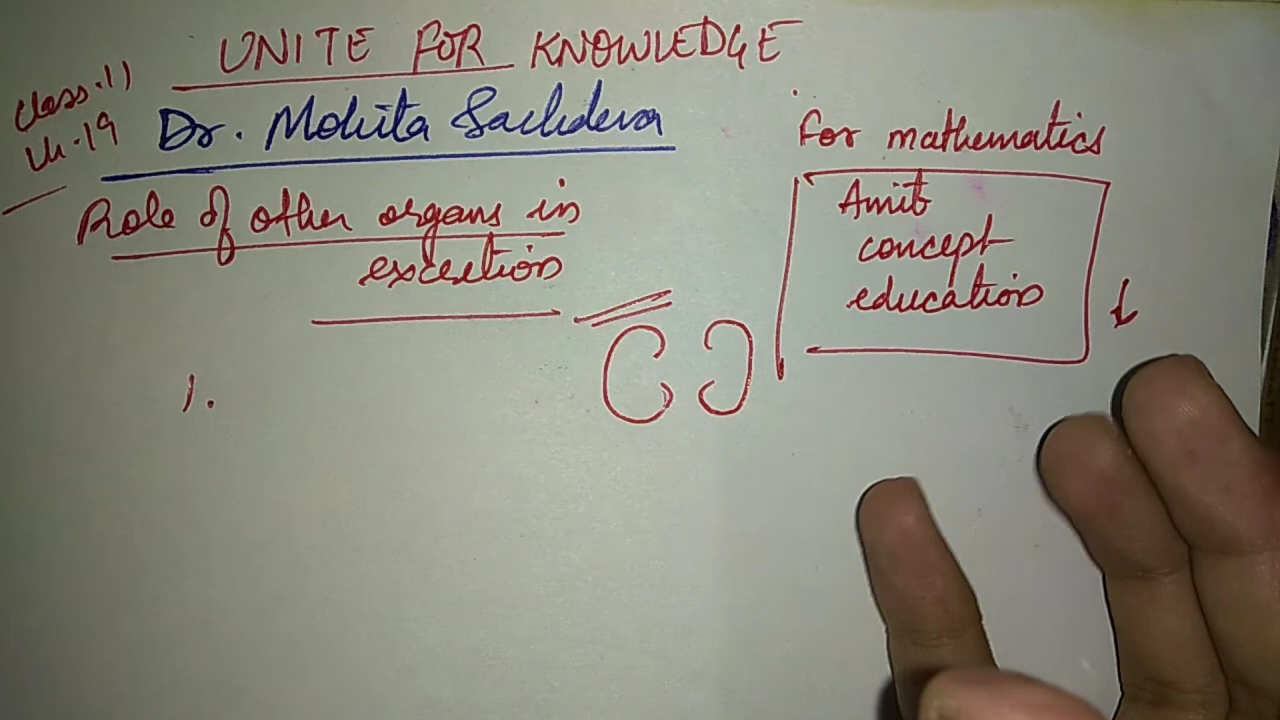 UNITE FOR KNOWLEDGE
Class.11
Ch.19
Dr. Mohita Sachdeva
Role of other organs in
excretion
1.
For mathematics
Amit
concept
education